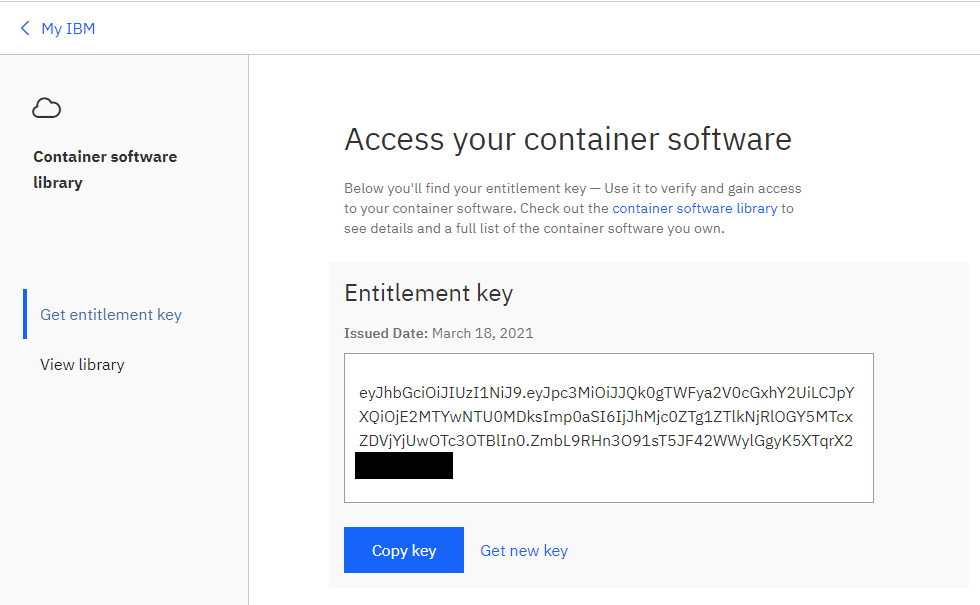 My IBM
Container software
library
Get entitlement key
View library
Access your container software
Below you'll find your entitlement key — Use it to verify and gain access
to your container software. Check out the container software library to
see details and a full list of the container software you own.
Entitlement key
Issued Date: March 18, 2021
eyJhbGciOiJIUzI1NiJ9.eyJpc3MiOiJJQk0gTWFya2V0cGxhY2UiLCJpY
XQiOjE2MTYwNTU0MDksImp0aSI6IjJhMjc0ZTg1ZTlkNjRlOGY5MTcx
ZDVjYjUwOTc3OTBlIn0.ZmbL9RHn3O91sT5JF42WWylGgyK5XTqrX2
Copy key
Get new key